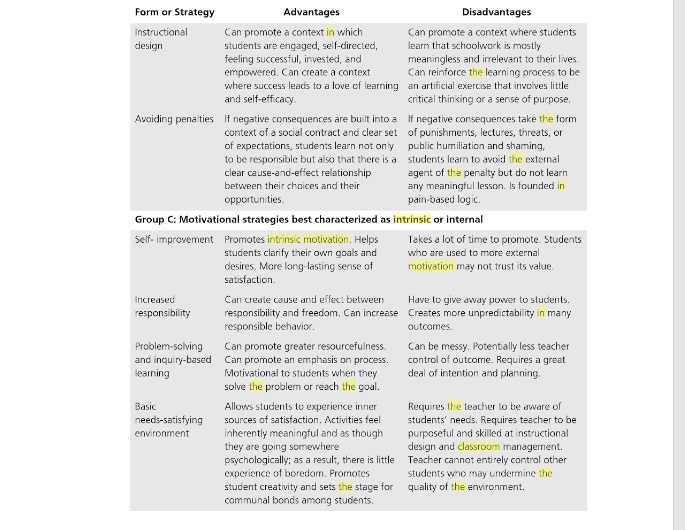 Form or Strategy Advantages Disadvantages
Instructional Can promote a context in which Can promote a context where students
design students are engaged, self-directed, learn that schoolwork is mostly
feeling successful, invested, and meaningless and irrelevant to their lives.
empowered. Can create a context Can reinforce the learning process to be
where success leads to a love of learning an artificial exercise that involves little
and self-efficacy. critical thinking or a sense of purpose.
Avoiding penalties If negative consequences are built into a If negative consequences take the form
context of a social contract and clear set of punishments, lectures, threats, or
of expectations, students learn not only public humiliation and shaming,
to be responsible but also that there is a students learn to avoid the external
clear cause-and-effect relationship agent of the penalty but do not learn
between their choices and their any meaningful lesson. Is founded in
opportunities. pain-based logic.
Group C: Motivational strategies best characterized as intrinsic or internal
Self- improvement Promotes intrinsic motivation. Helps Takes a lot of time to promote. Students
students clarify their own goals and who are used to more external
desires. More long-lasting sense of motivation may not trust its value.
satisfaction.
Increased Can create cause and effect between Have to give away power to students.
responsibility responsibility and freedom. Can increase Creates more unpredictability in many
responsible behavior. outcomes.
Problem-solving Can promote greater resourcefulness. Can be messy. Potentially less teacher
and inquiry-based Can promote an emphasis on process. control of outcome. Requires a great
learning Motivational to students when they deal of intention and planning.
solve the problem or reach the goal.
Basic Allows students to experience inner Requires the teacher to be aware of
needs-satisfying sources of satisfaction. Activities feel students' needs. Requires teacher to be
environment inherently meaningful and as though purposeful and skilled at instructional
they are going somewhere design and classroom management.
psychologically; as a result, there is little Teacher cannot entirely control other
experience of boredom. Promotes students who may undermine the
student creativity and sets the stage for quality of the environment.
communal bonds among students.